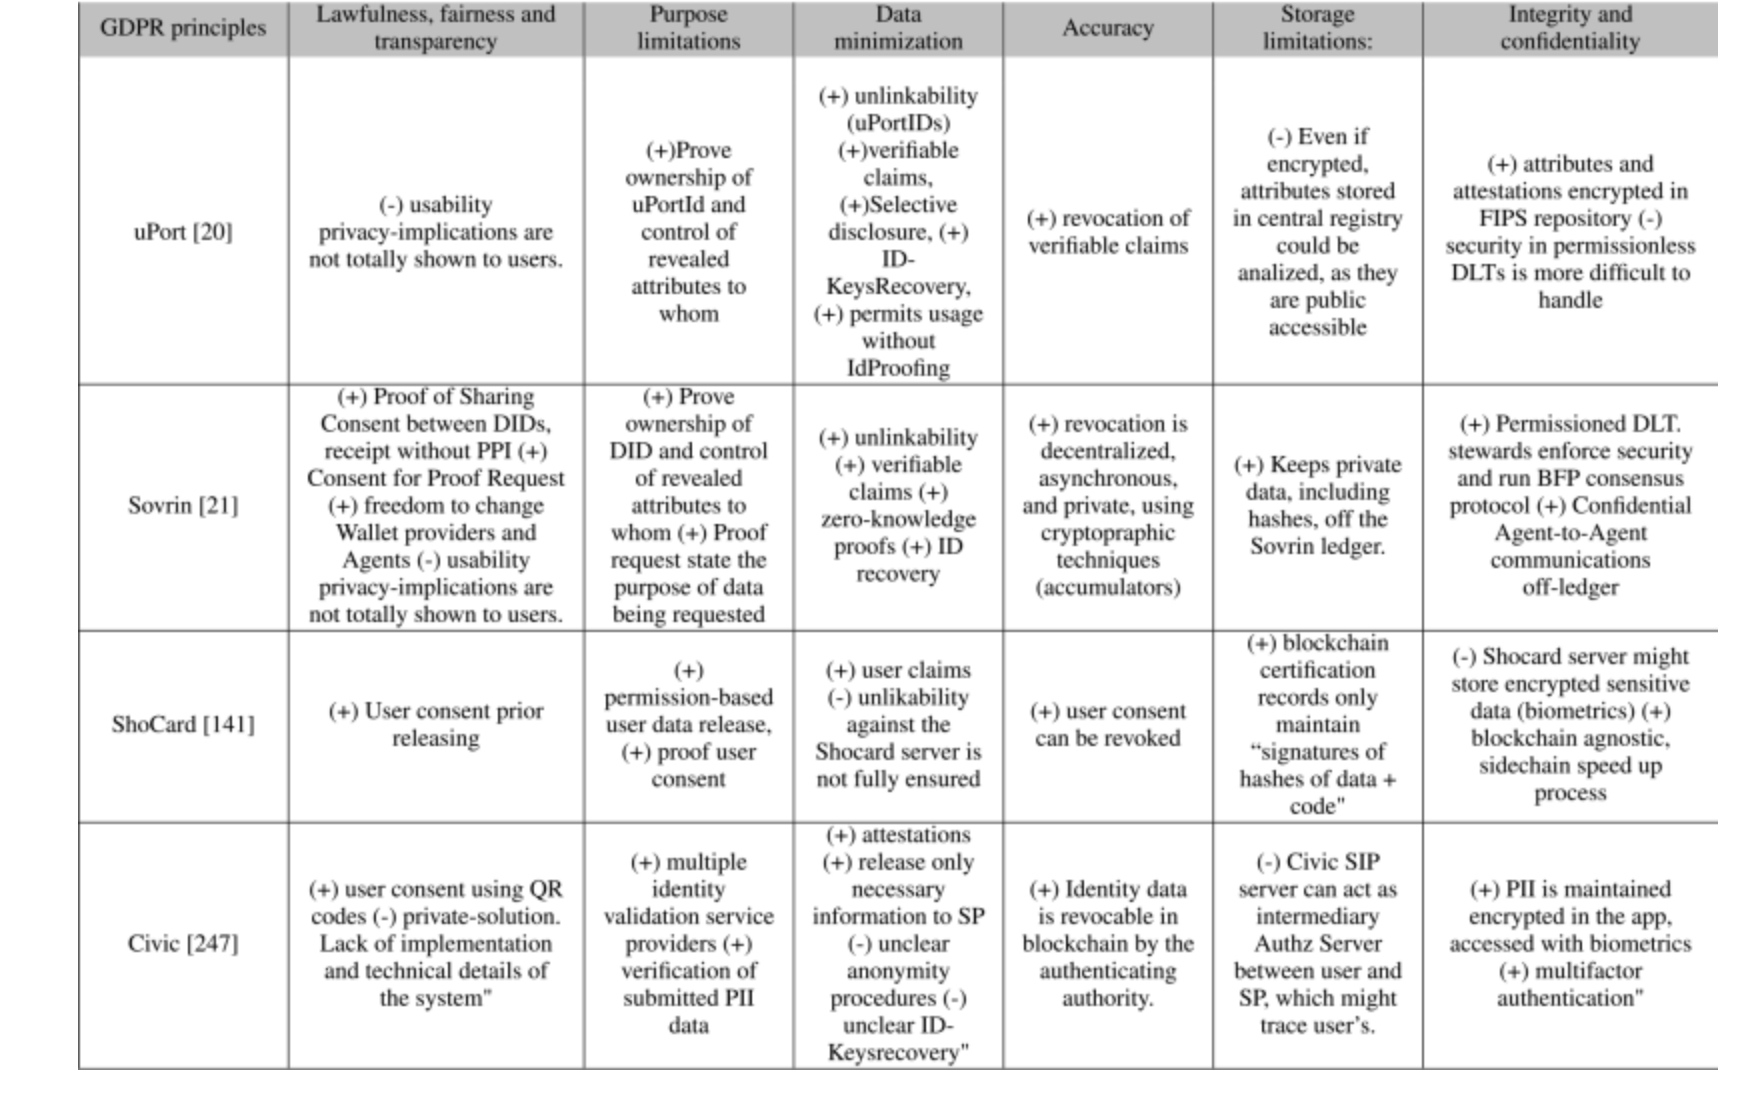 GDPR principles
Lawfulness, fairness and
transparency
Purpose
limitations
Data
minimization
Accuracy
Storage
limitations:
Integrity and
confidentiality
uPort [20]
(-) usability
privacy-implications are
not totally shown to users.
(+)Prove
ownership of
uPortId and
control of
revealed
attributes to
whom
(+) unlinkability
(uPortIDs)
(+)verifiable
claims,
(+)Selective
disclosure, (+)
ID-
KeysRecovery,
(+) permits usage
without
IdProofing
(+) revocation of
verifiable claims
(-) Even if
encrypted,
attributes stored
in central registry
could be
analized, as they
are public
accessible
(+) attributes and
attestations encrypted in
FIPS repository (-)
security in permissionless
DLTs is more difficult to
handle
Sovrin [21]
(+) Proof of Sharing
Consent between DIDs,
receipt without PPI (+)
Consent for Proof Request
(+) freedom to change
Wallet providers and
Agents (-) usability
privacy-implications are
not totally shown to users.
(+) Prove
ownership of
DID and control
of revealed
attributes to
whom (+) Proof
request state the
purpose of data
being requested
(+) unlinkability
(+) verifiable
claims (+)
zero-knowledge
proofs (+) ID
recovery
(+) revocation is
decentralized,
asynchronous,
and private, using
cryptopraphic
techniques
(accumulators)
(+) Keeps private
data, including
hashes, off the
Sovrin ledger.
(+) Permissioned DLT.
stewards enforce security
and run BFP consensus
protocol (+) Confidential
Agent-to-Agent
communications
off-ledger
ShoCard [141]
(+) User consent prior
releasing
(+)
permission-based
user data release,
(+) proof user
consent
(+) user claims
(-) unlikability
against the
Shocard server is
not fully ensured
(+) user consent
can be revoked
(+) blockchain
certification
records only
maintain
“signatures of
hashes of data +
code"
(-) Shocard server might
store encrypted sensitive
data (biometrics) (+)
blockchain agnostic,
sidechain speed up
process
Civic [247]
(+) user consent using QR
codes (-) private-solution.
Lack of implementation
and technical details of
the system"
(+) multiple
identity
validation service
providers (+)
verification of
submitted PII
data
(+) attestations
(+) release only
necessary
information to SP
(-) unclear
anonymity
procedures (-)
unclear ID-
Keysrecovery"
(+) Identity data
is revocable in
blockchain by the
authenticating
authority.
(-) Civic SIP
server can act as
intermediary
Authz Server
between user and
SP, which might
trace user’s.
(+) PII is maintained
encrypted in the app,
accessed with biometrics
(+) multifactor
authentication"